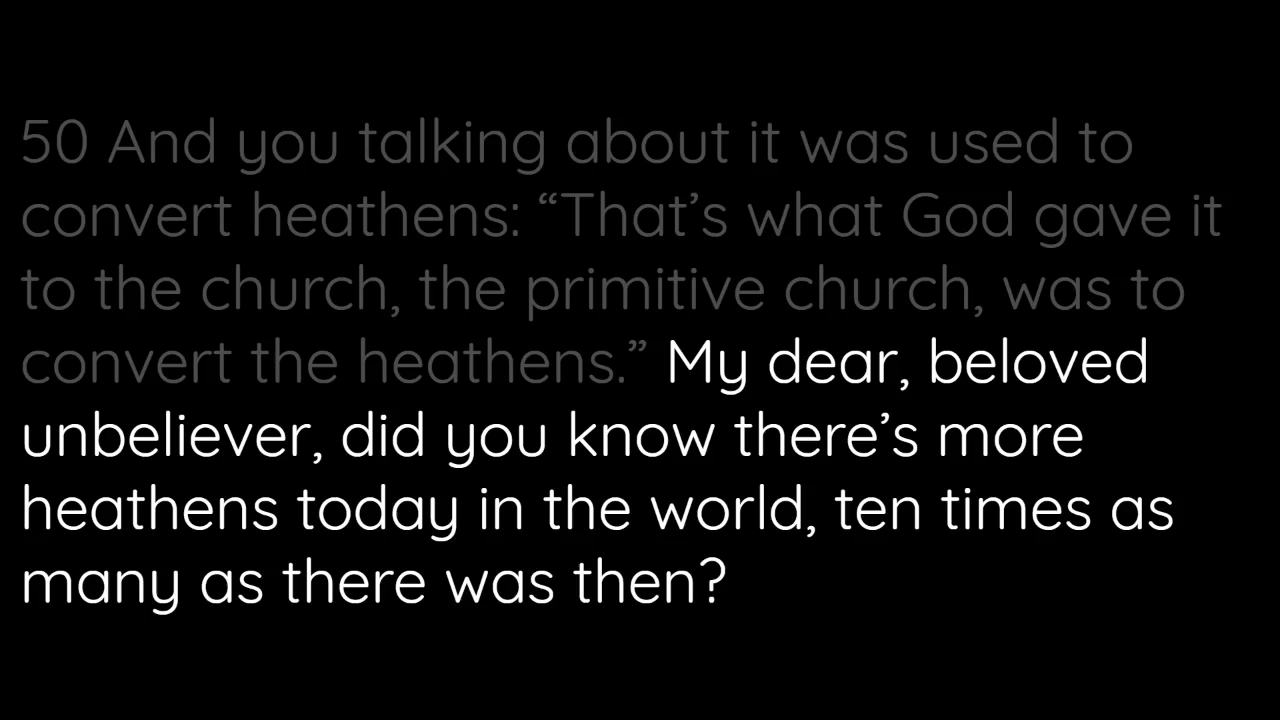 50 And you talking about it was used to
convert heathens: “That’s what God gave it
to the church, the primitive church, was to
convert the heathens.” My dear, beloved
unbeliever, did you know there’s more
heathens today in the world, ten times as
many as there was then?